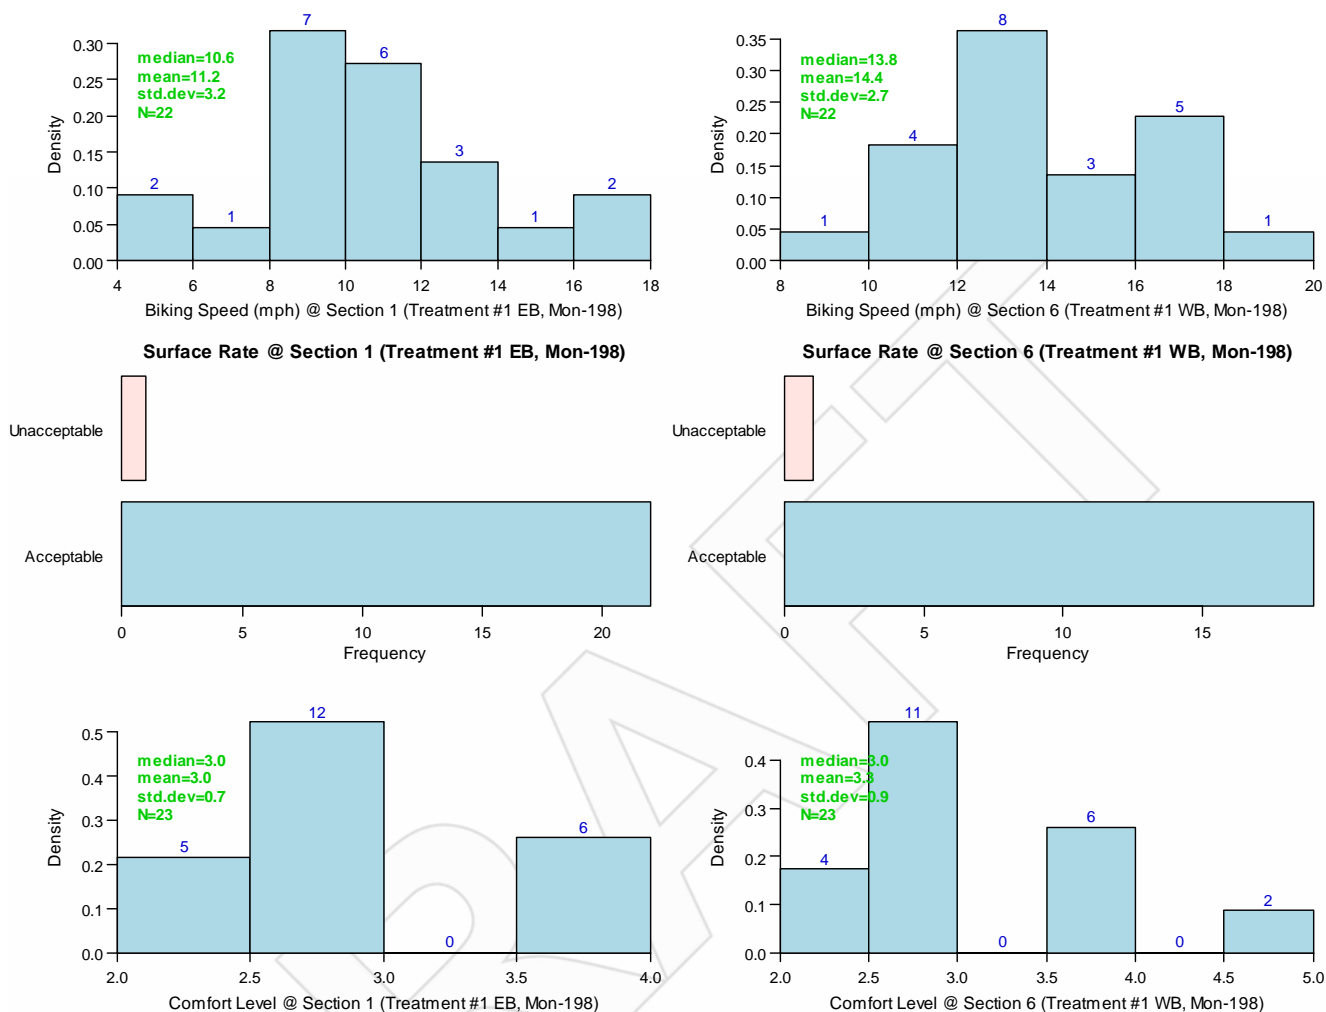 7
0.30
median=10.6
6
mean=11.2
0.25
std.dev=3.2
N=22
0.20
Density
0.15
3
0.10
2
2
0.05
1
1
0.00
4 6 8 10 12 14 16 18
Biking Speed (mph) @ Section 1 (Treatment #1 EB, Mon-198)
8
0.35
median=13.8
0.30
mean=14.4
std.dev=2.7
0.25
N=22
5
0.20
Density
4
0.15
3
0.10
0.05
1
1
0.00
8 10 12 14 16 18 20
Biking Speed (mph) @ Section 6 (Treatment #1 WB, Mon-198)
Surface Rate @ Section 1 (Treatment #1 EB, Mon-198)
Unacceptable
Acceptable
0 5 10 15 20
Frequency
Surface Rate @ Section 6 (Treatment #1 WB, Mon-198)
Unacceptable
Acceptable
0 5 10 15
Frequency
12
0.5
median=3.0
mean=3.0
0.4
std.dev=0.7
N=23
0.3
6
Density
5
0.2
0.1
0
0.0
2.0 2.5 3.0 3.5 4.0
Comfort Level @ Section 1 (Treatment #1 EB, Mon-198)
11
0.4
median=3.0
mean=3.3
std.dev=0.9
N=23
0.3
6
Density
4
0.2
2
0.1
0
0
0.0
2.0 2.5 3.0 3.5 4.0 4.5 5.0
Comfort Level @ Section 6 (Treatment #1 WB, Mon-198)
DRAFT